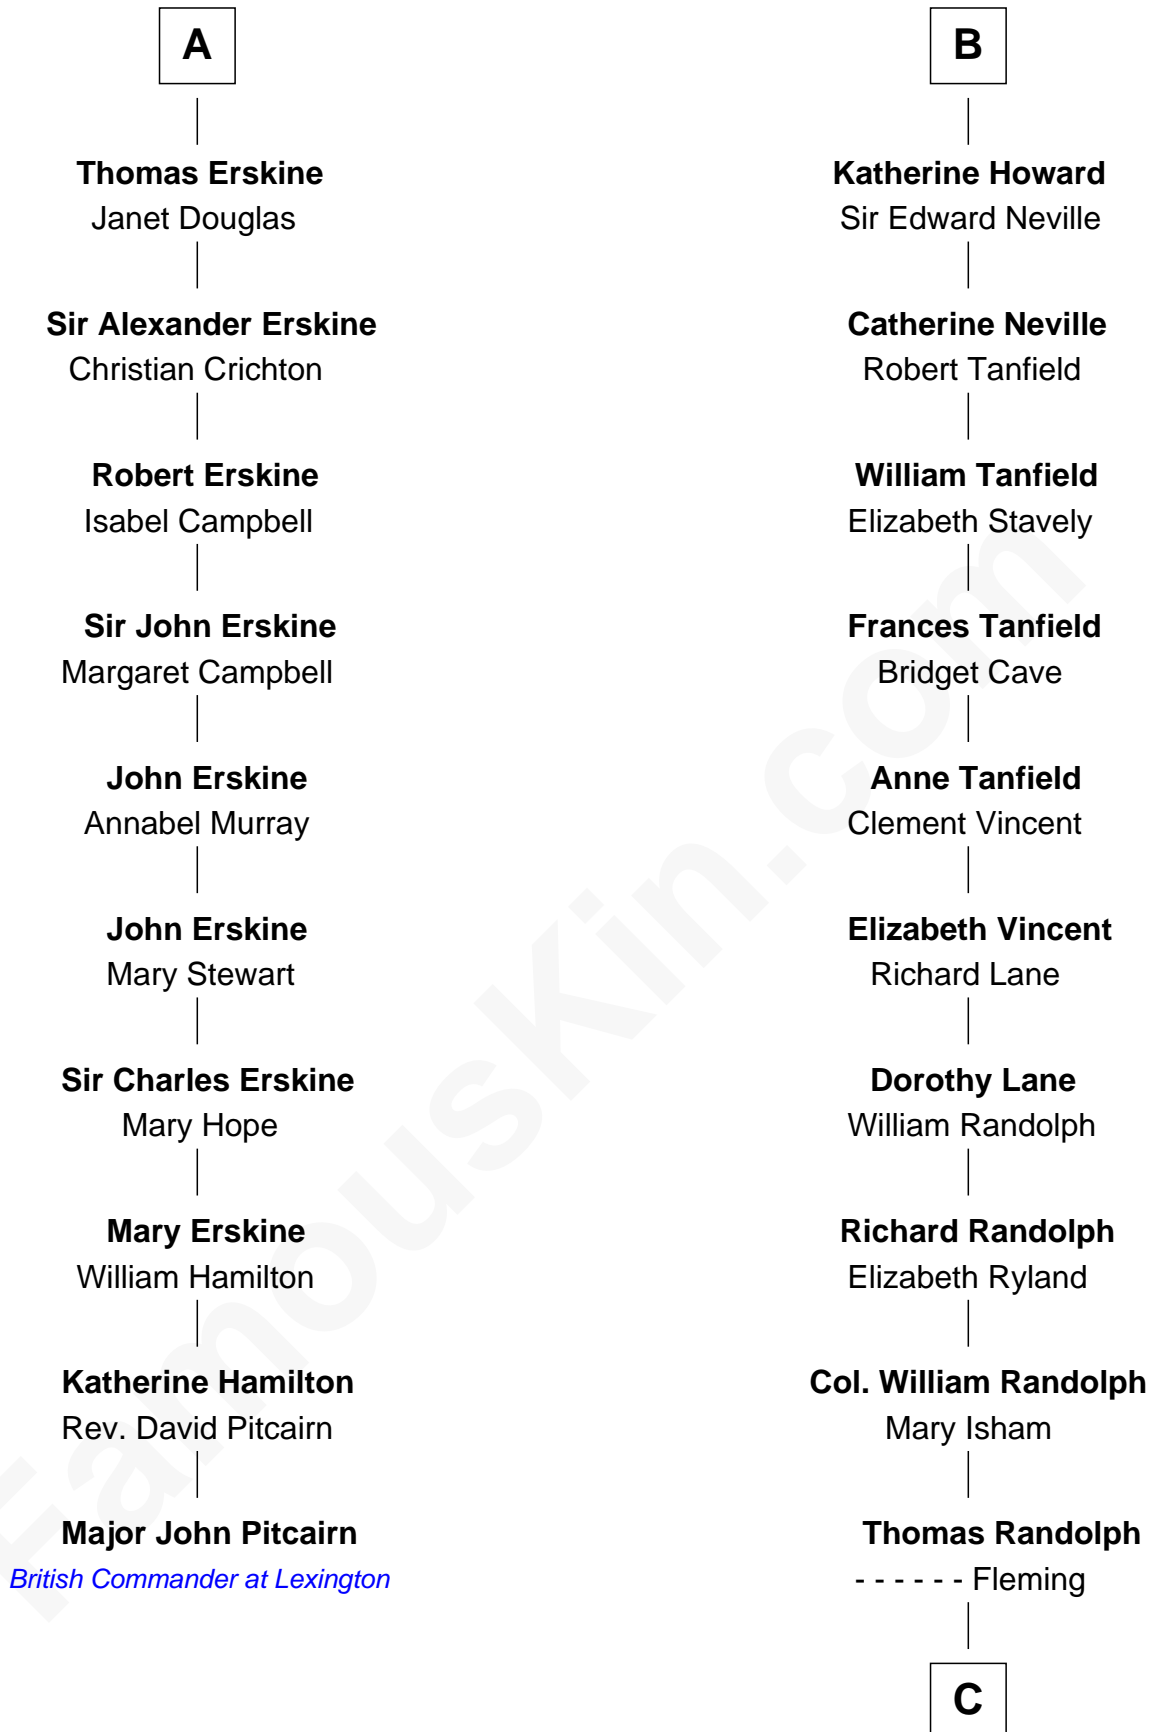 A
Thomas Erskine
Janet Douglas
Sir Alexander Erskine
Christian Crichton
Robert Erskine
Isabel Campbell
Sir John Erskine
Margaret Campbell
John Erskine
Annabel Murray
John Erskine
Mary Stewart
Sir Charles Erskine
Mary Hope
Mary Erskine
William Hamilton
Katherine Hamilton
Rev. David Pitcairn
Major John Pitcairn
British Commander at Lexington
B
Katherine Howard
Sir Edward Neville
Catherine Neville
Robert Tanfield
William Tanfield
Elizabeth Stavely
Frances Tanfield
Bridget Cave
Anne Tanfield
Clement Vincent
Elizabeth Vincent
Richard Lane
Dorothy Lane
William Randolph
Richard Randolph
Elizabeth Ryland
Col. William Randolph
Mary Isham
Thomas Randolph
- - - - - - Fleming
C
FamousKin.com